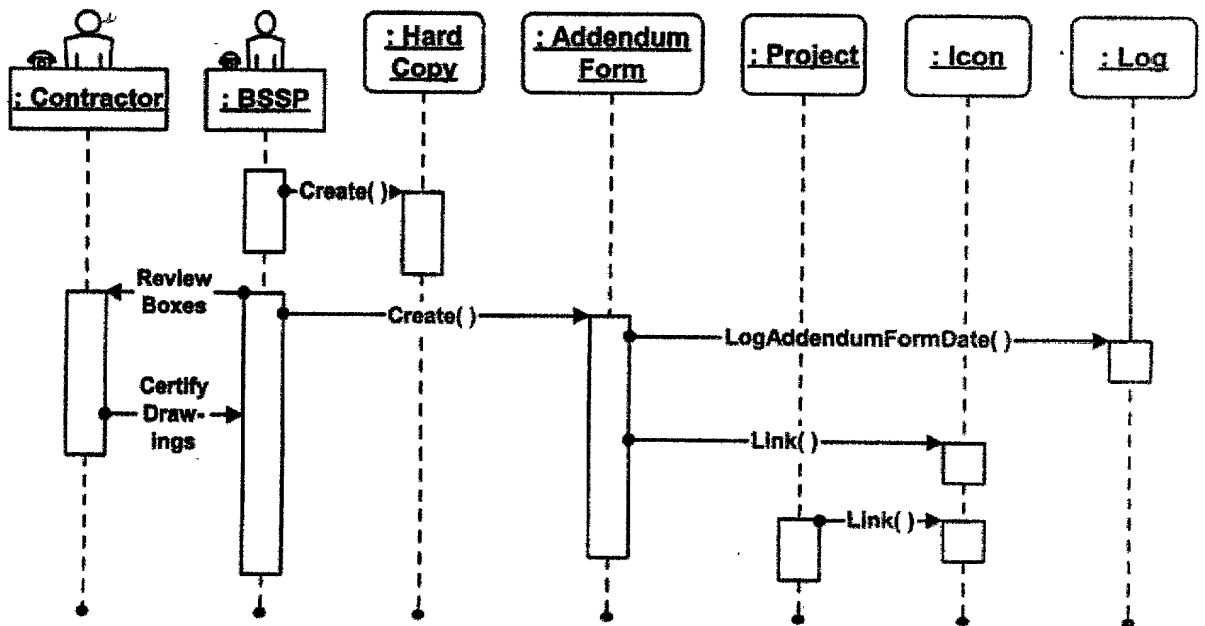 : Contractor
: BSSP
: Hard
Copy
: Addendum
Form
: Project
: Icon
: Log
Create( )
Review
Boxes
Create( )
LogAddendumFormDate( )
Certify
Draw-
ings
Link( )
Link( )